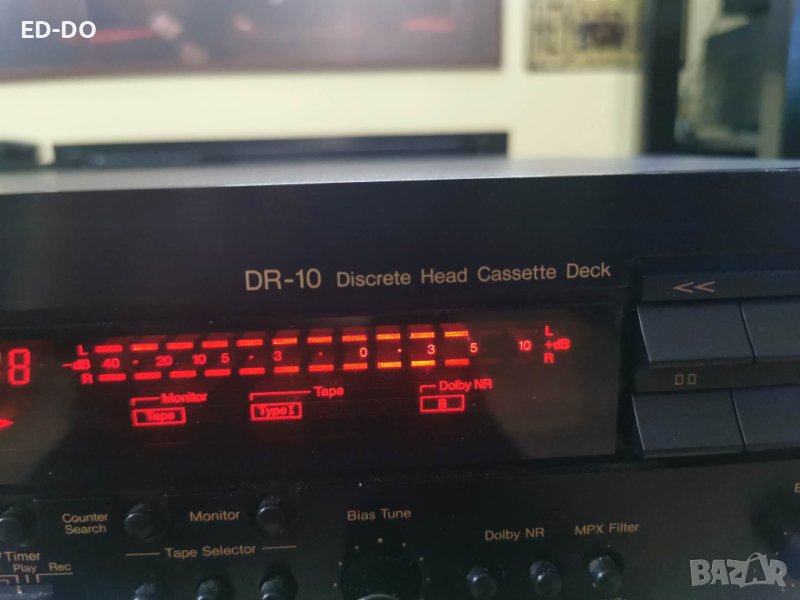 ED-DO
DR-10 Discrete Head Cassette Deck
<<
L
-dB 40 · 20 10 5 · 3 · 0 · 3 5 10 +dB
R
L
R
8
Monitor
Tape
Tape
Type I
Dolby NR
B
Counter
Search
Monitor
Bias Tune
Dolby NR
MPX Filter
Timer
Play
Rec
Tape Selector
BAZAR